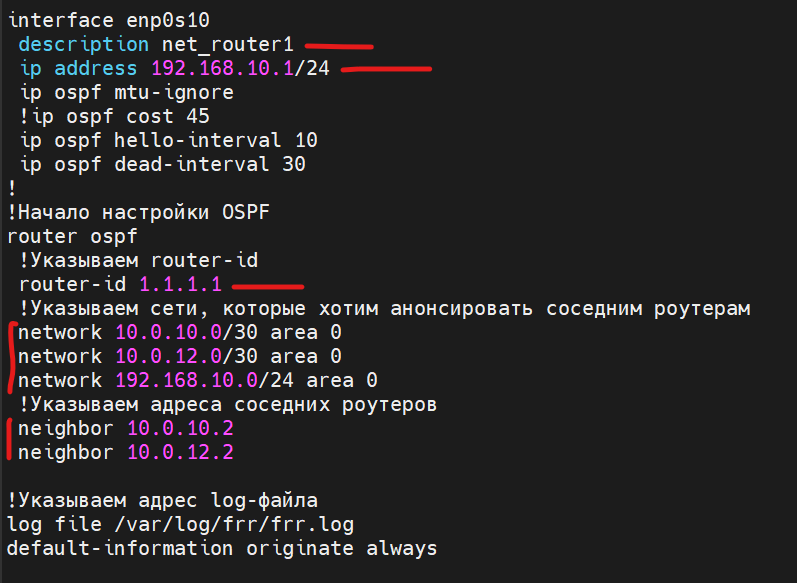 interface enp0s10
description net_router1
ip address 192.168.10.1/24
ip ospf mtu-ignore
!ip ospf cost 45
ip ospf hello-interval 10
ip ospf dead-interval 30
!
!Начало настройки OSPF
router ospf
!Указываем router-id
router-id 1.1.1.1
!Указываем сети, которые хотим анонсировать соседним роутерам
network 10.0.10.0/30 area 0
network 10.0.12.0/30 area 0
network 192.168.10.0/24 area 0
!Указываем адреса соседних роутеров
neighbor 10.0.10.2
neighbor 10.0.12.2
!Указываем адрес log-файла
log file /var/log/frr/frr.log
default-information originate always